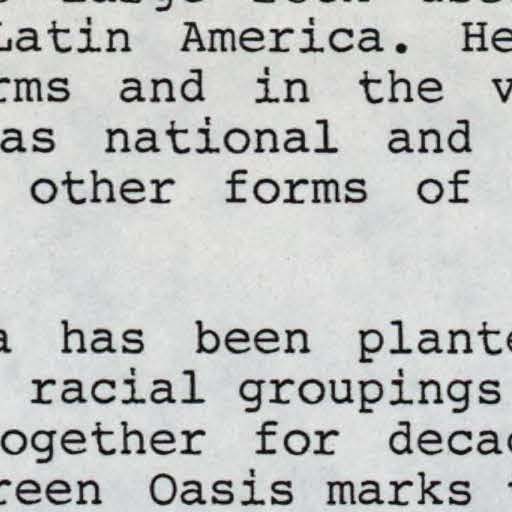 Latin America. He
rms and in the v
as national and
other forms of
a has been plante
racial groupings
ogether for deca
reen Oasis marks